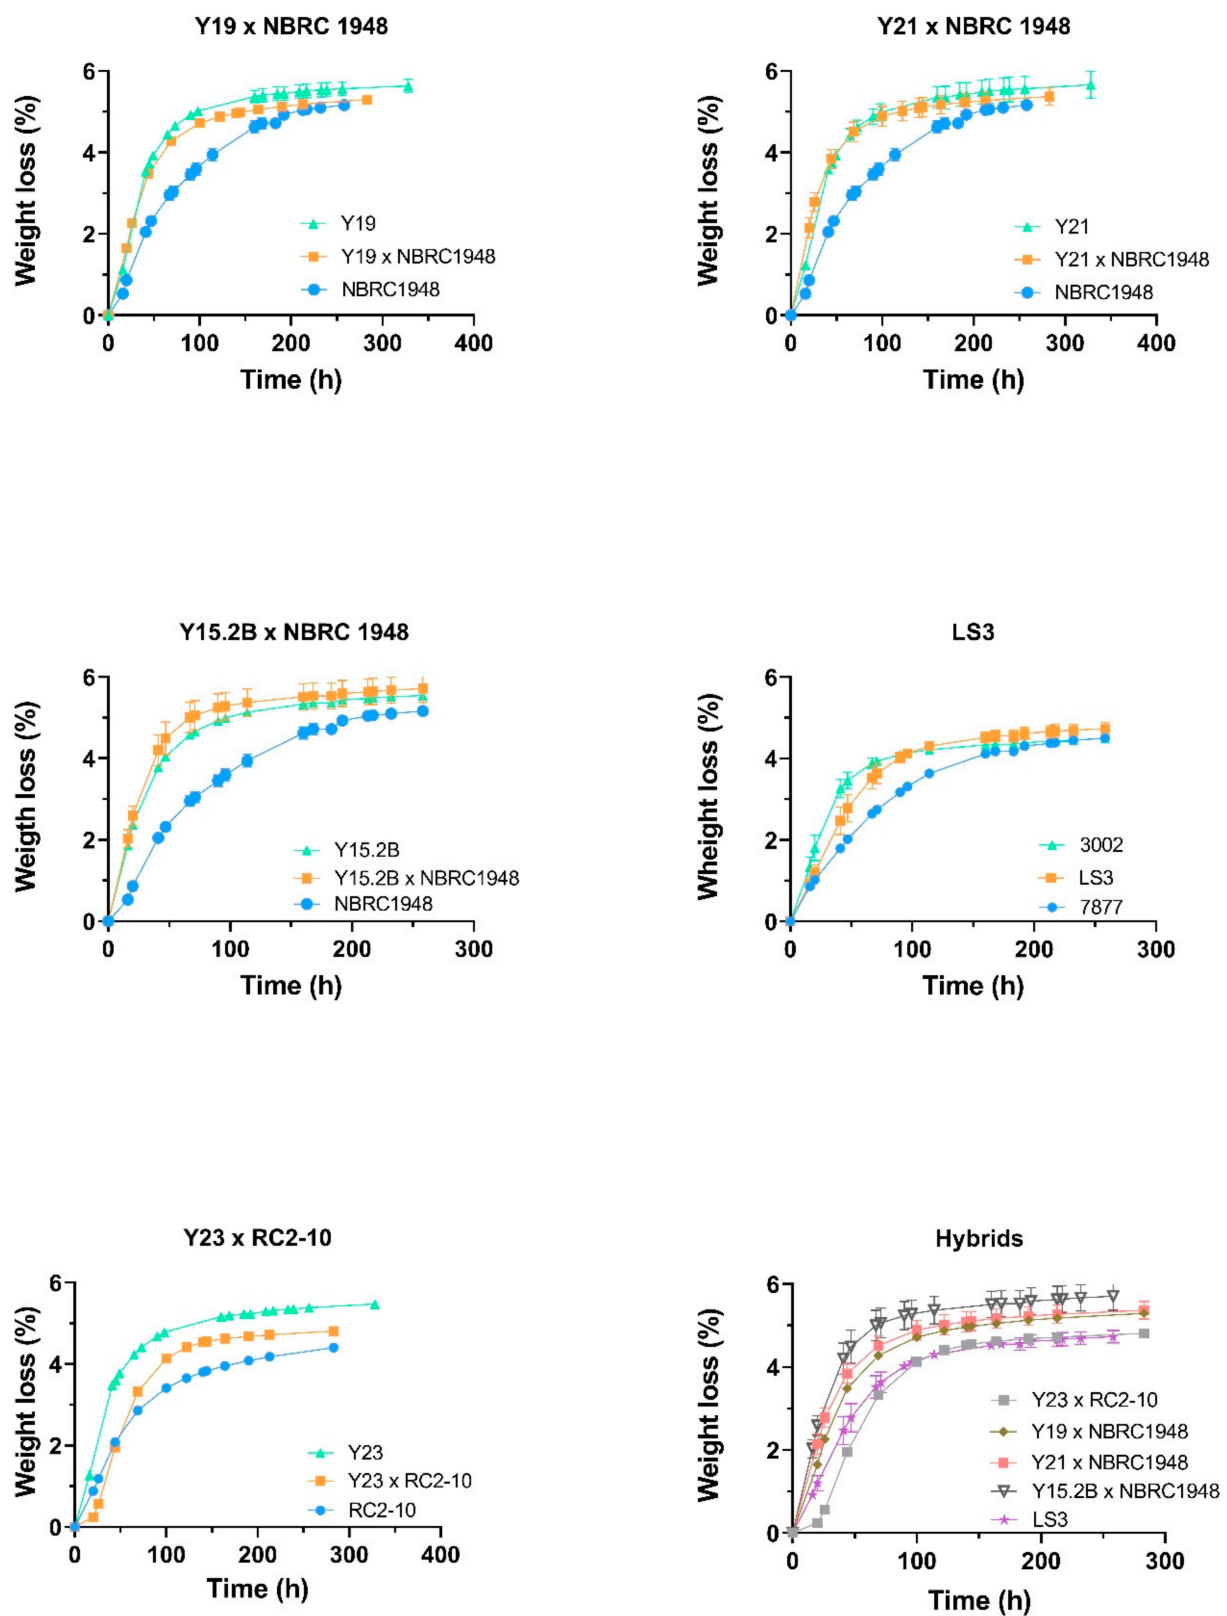 Y19 x NBRC 1948
Weight loss (%)
6
4
2
0
0 100 200 300 400
Time (h)
Y19
Y19 x NBRC1948
NBRC1948
Y21 x NBRC 1948
Weight loss (%)
6
4
2
0
0 100 200 300 400
Time (h)
Y21
Y21 x NBRC1948
NBRC1948
Y15.2B x NBRC 1948
Weigth loss (%)
6
4
2
0
0 100 200 300
Time (h)
Y15.2B
Y15.2B x NBRC1948
NBRC1948
LS3
Wheight loss (%)
6
4
2
0
0 100 200 300
Time (h)
3002
LS3
7877
Y23 x RC2-10
Weight loss (%)
6
4
2
0
0 100 200 300 400
Time (h)
Y23
Y23 x RC2-10
RC2-10
Hybrids
Weight loss (%)
6
4
2
0
0 100 200 300
Time (h)
Y23 x RC2-10
Y19 x NBRC1948
Y21 x NBRC1948
Y15.2B x NBRC1948
LS3